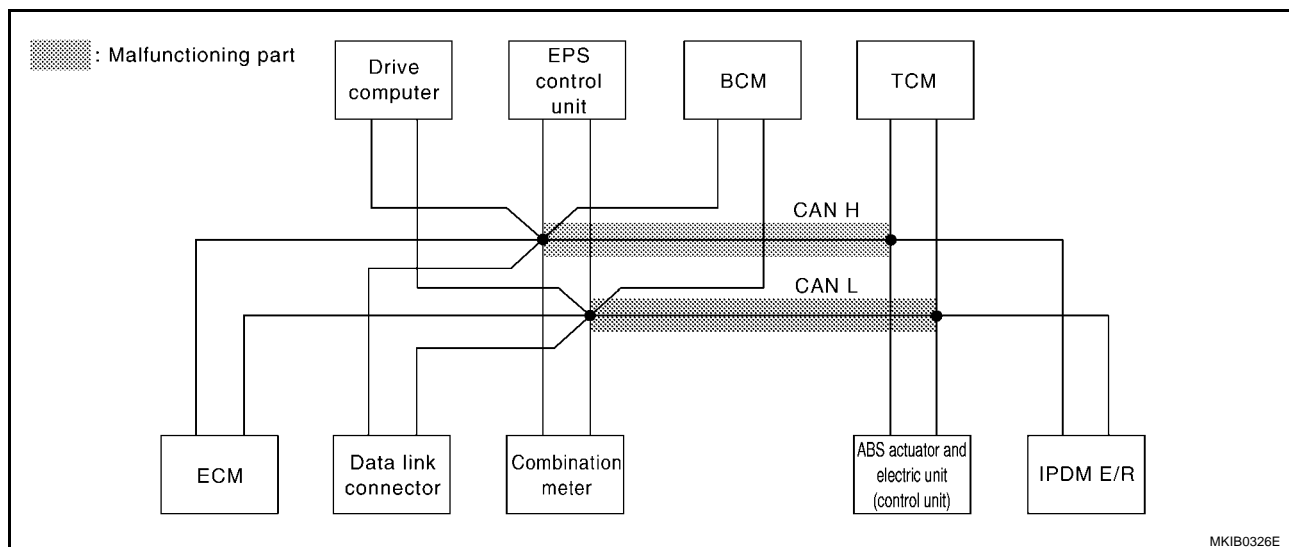 : Malfunctioning part
Drive
computer
EPS
control
unit
BCM
TCM
CAN H
CAN L
ECM
Data link
connector
Combination
meter
ABS actuator and
electric unit
(control unit)
IPDM E/R
MKIB0326E